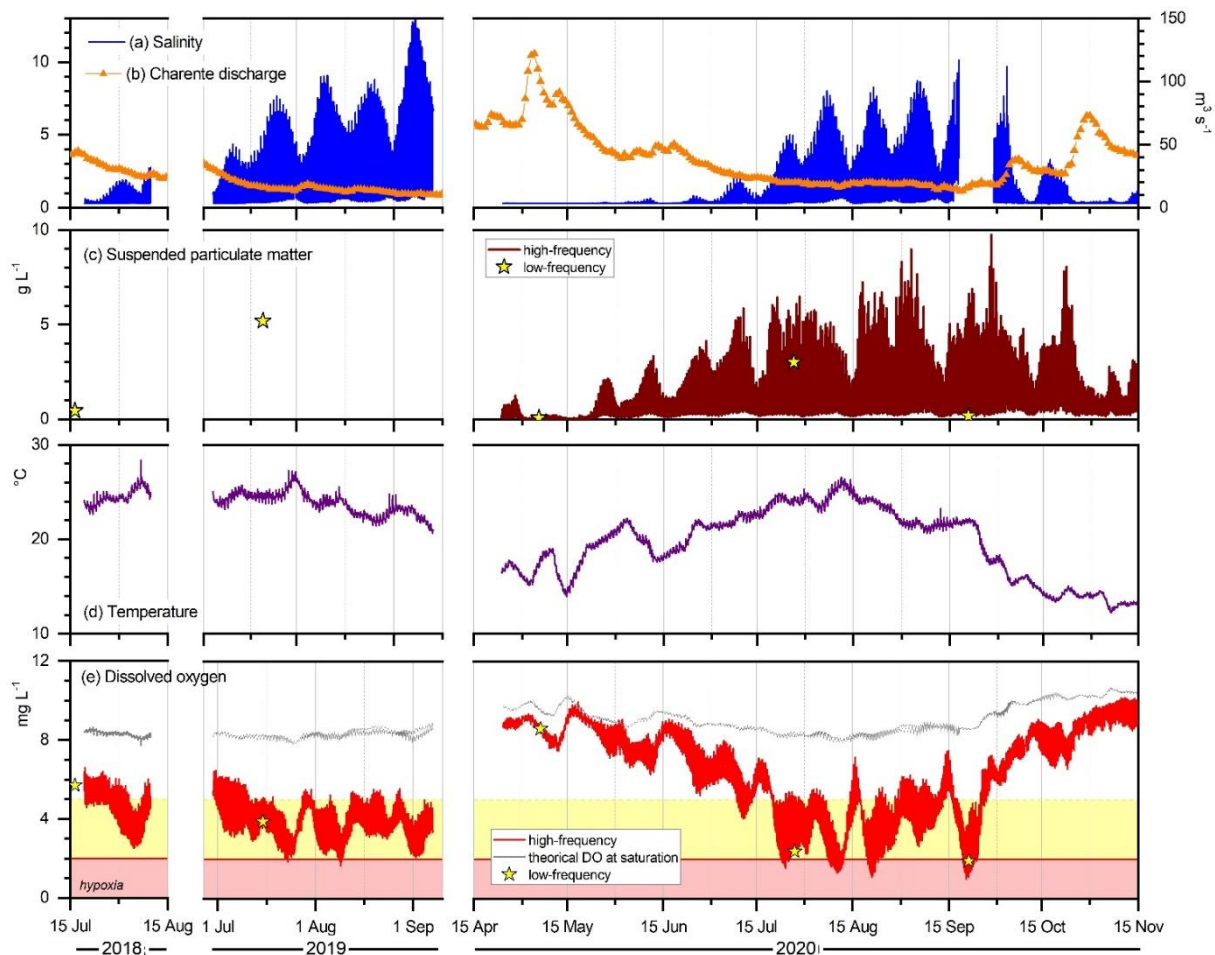 (a) Salinity
(b) Charente discharge
10
5
0
150
100
50
0
m³ s⁻¹
(c) Suspended particulate matter
g L⁻¹
10
5
0
high-frequency
low-frequency
°C
30
20
10
(d) Temperature
(e) Dissolved oxygen
mg L⁻¹
12
8
4
0
hypoxia
high-frequency
theorical DO at saturation
low-frequency
15 Jul 15 Aug 1 Jul 1 Aug 1 Sep 15 Apr 15 May 15 Jun 15 Jul 15 Aug 15 Sep 15 Oct 15 Nov
2018 2019 2020